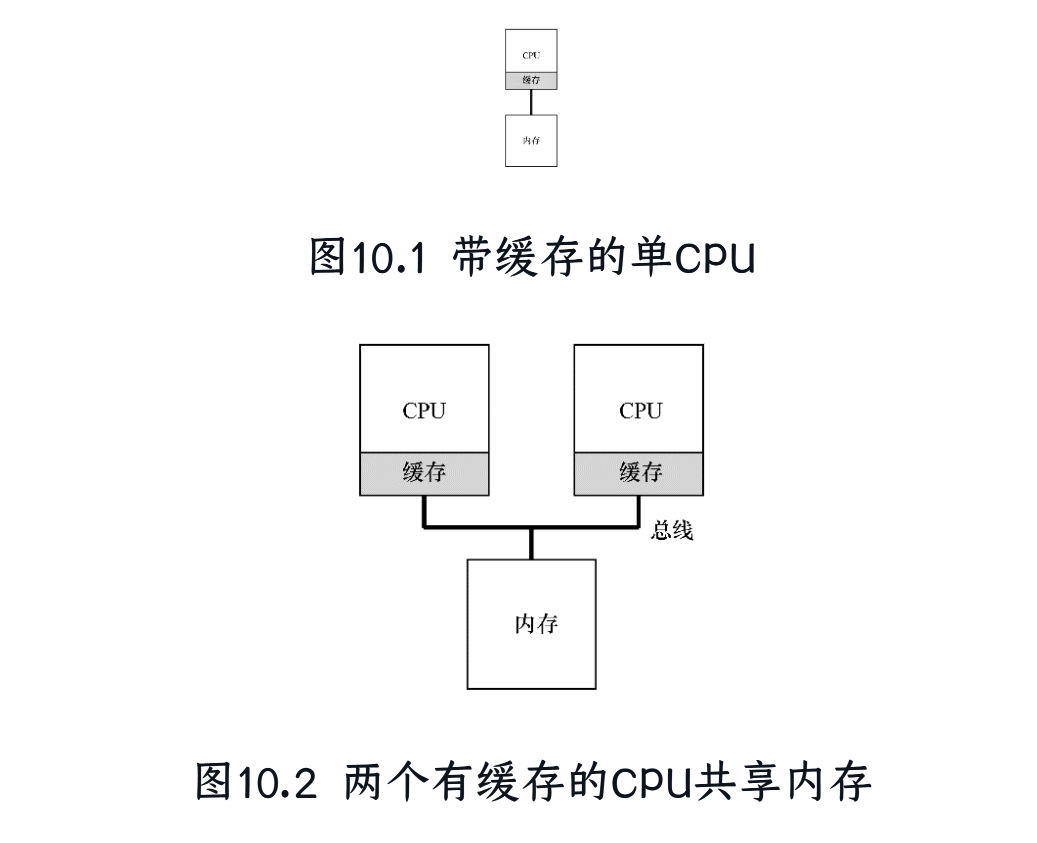 CPU
缓存
内存
图10.1 带缓存的单CPU
CPU CPU
缓存 缓存
总线
内存
图10.2 两个有缓存的CPU共享内存